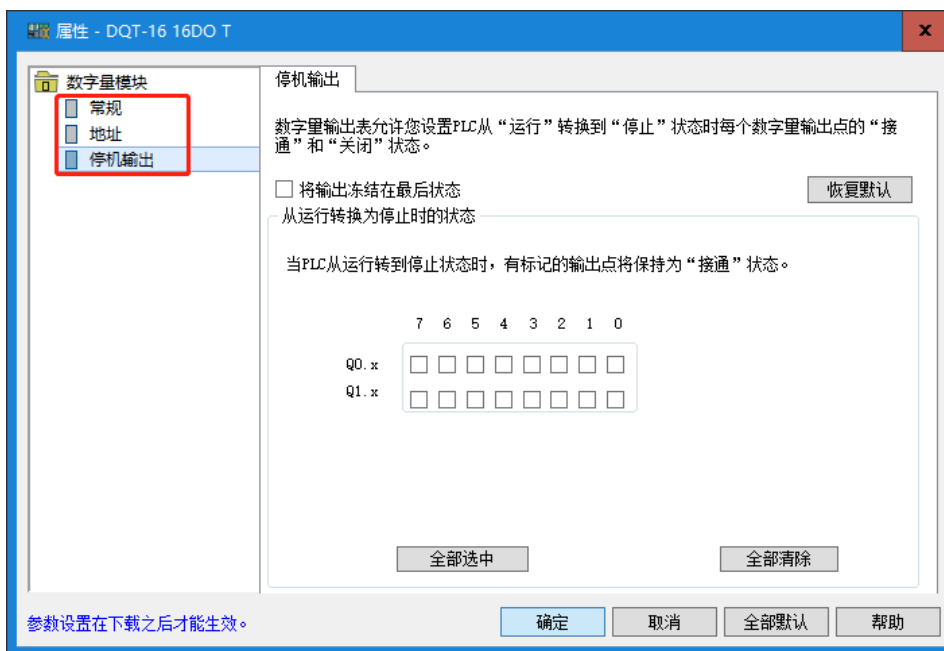 属性 - DQT-16 16DO T
x
数字量模块
常规
地址
停机输出
停机输出
数字量输出表允许您设置PLC从“运行”转换到“停止”状态时每个数字量输出点的“接
通”和“关闭”状态。
将输出冻结在最后状态
恢复默认
从运行转换为停止时的状态
当PLC从运行转到停止状态时，有标记的输出点将保持为“接通”状态。
7 6 5 4 3 2 1 0
Q0.x
Q1.x
全部选中
全部清除
参数设置在下载之后才能生效。
确定
取消
全部默认
帮助